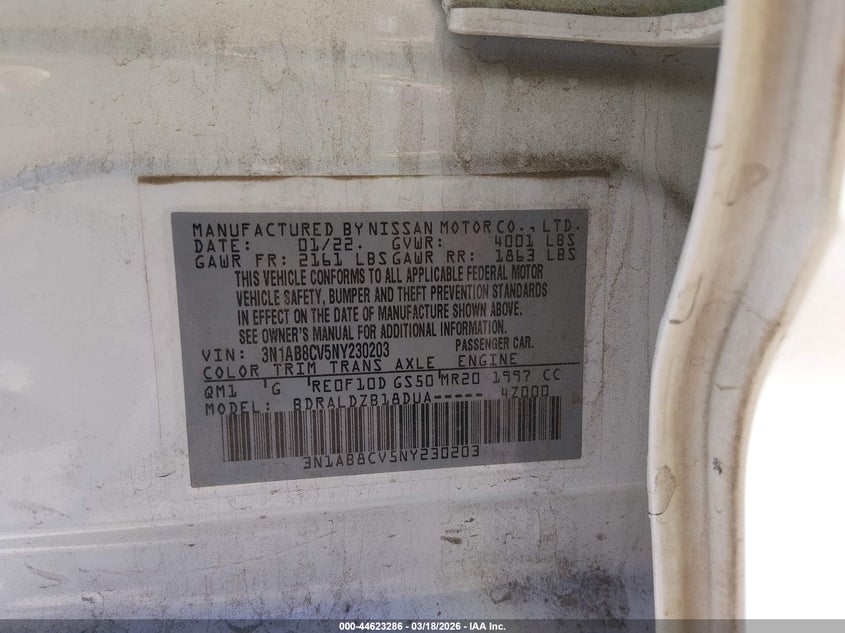 MANUFACTURED BY NISSAN MOTOR CO., LTD.
DATE: 01/22. GVWR: 4001 LBS
GAWR FR: 2161 LBS GAWR RR: 1863 LBS
THIS VEHICLE CONFORMS TO ALL APPLICABLE FEDERAL MOTOR
VEHICLE SAFETY, BUMPER AND THEFT PREVENTION STANDARDS
IN EFFECT ON THE DATE OF MANUFACTURE SHOWN ABOVE.
SEE OWNER'S MANUAL FOR ADDITIONAL INFORMATION.
VIN: 3N1AB8CV5NY230203 PASSENGER CAR.
COLOR TRIM TRANS AXLE ENGINE
QM1 'G 'RE0F10D GS50 'MR20 1997 CC
MODEL: BDRALDZB18DUA----- 4Z000
3N1AB8CV5NY230203
000-44623286 — 03/18/2026 — IAA Inc.